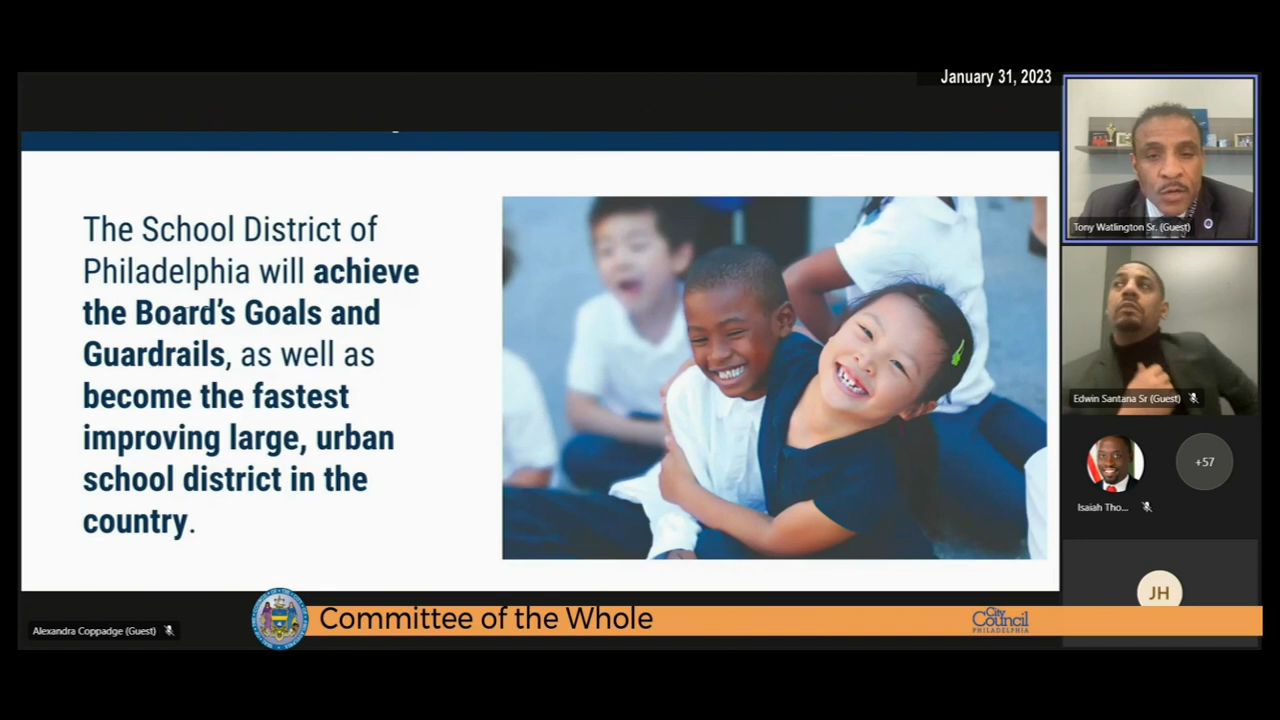 January 31, 2023
The School District of
Philadelphia will achieve
the Board's Goals and
Guardrails, as well as
become the fastest
improving large, urban
school district in the
country.
Tony Watlington Sr. (Guest)
Edwin Santana Sr (Guest)
+57
Isaiah Tho...
JH
Alexandra Coppadge (Guest)
Committee of the Whole
City
Council
PHILADELPHIA